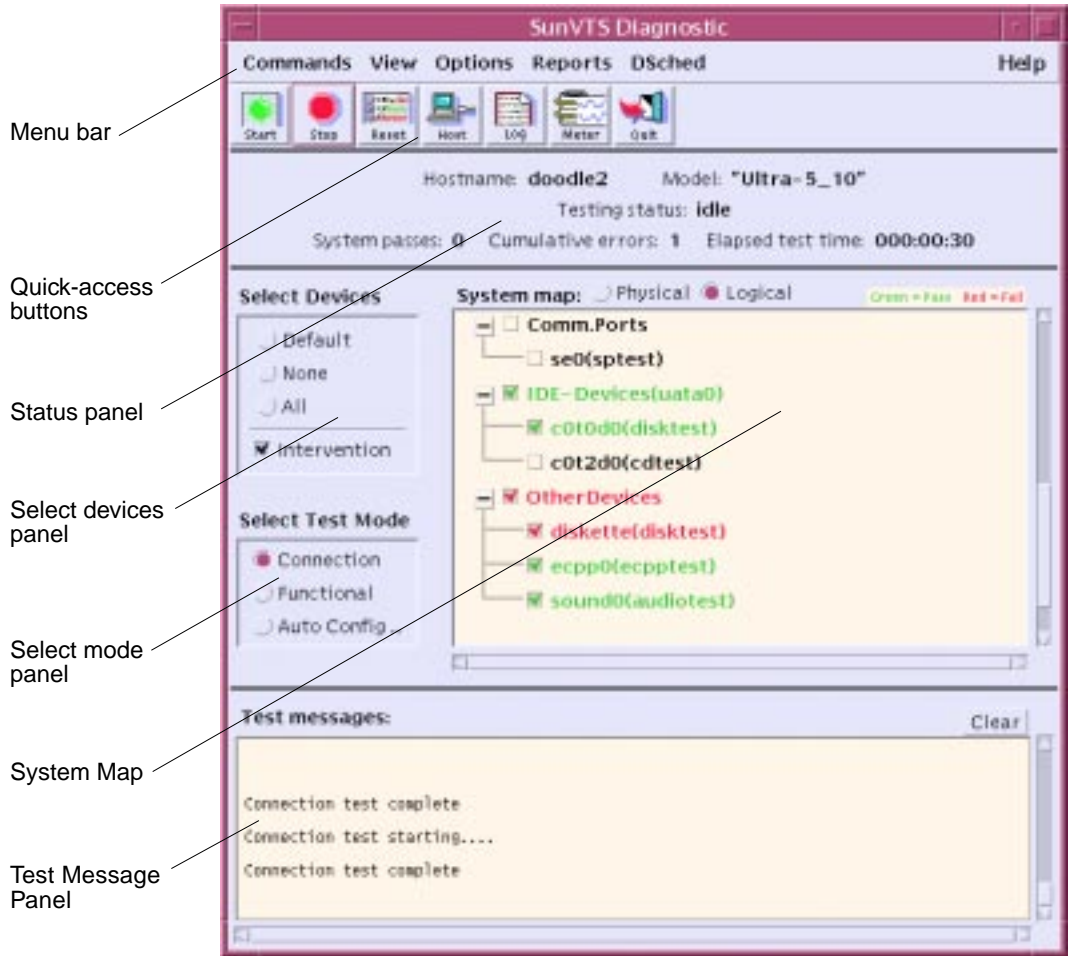 SunVTS Diagnostic
Commands View Options Reports DSched Help
Start Stop Reset Host LOG Meter Quit
Menu bar
Hostname: doodle2 Model: "Ultra-5_10"
Testing status: idle
System passes: 0 Cumulative errors: 1 Elapsed test time: 000:00:30
Quick-access
buttons
Select Devices
Default
None
All
Intervention
Status panel
Select devices
panel
Select Test Mode
Connection
Functional
Auto Config..
Select mode
panel
System map: Physical Logical Green = Pass Red = Fail
Comm.Ports
se0(sptest)
IDE-Devices(uata0)
c0t0d0(disktest)
c0t2d0(cdtest)
OtherDevices
diskette(disktest)
ecpp0(ecpptest)
sound0(audiotest)
System Map
Test messages: Clear
Connection test complete
Connection test starting....
Connection test complete
Test Message
Panel